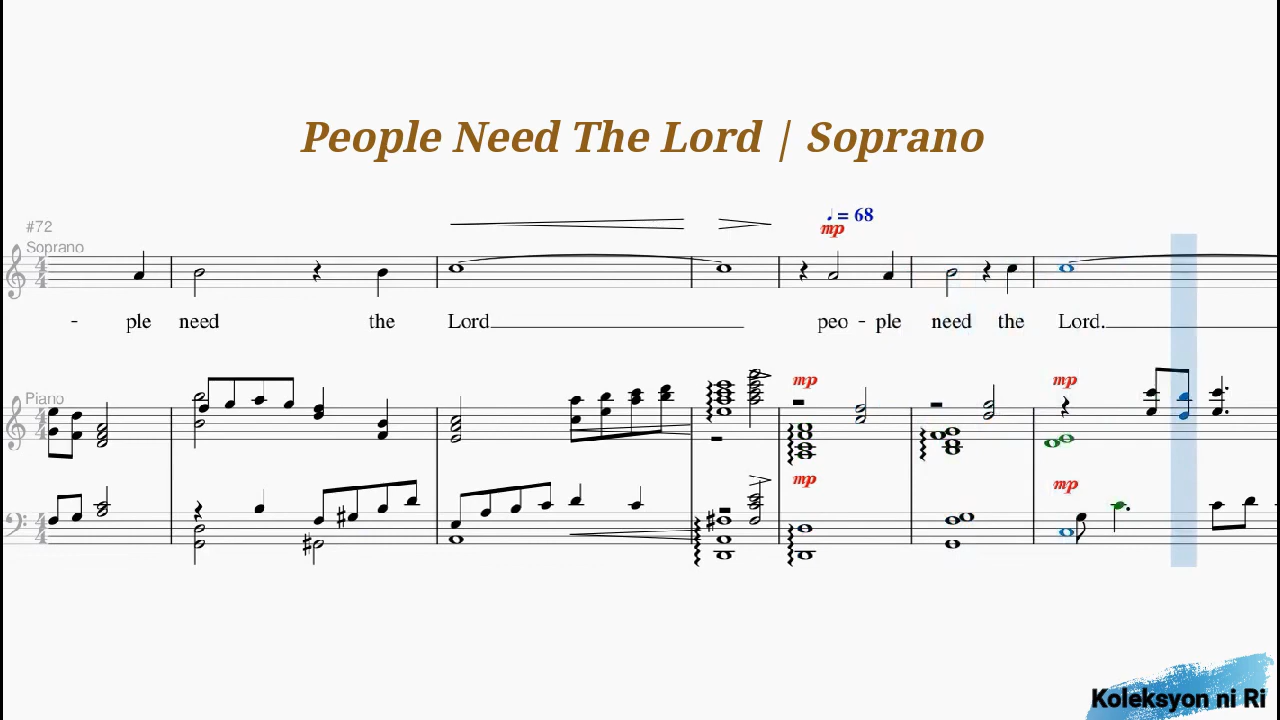 People Need The Lord | Soprano
#72
♩ = 68
Soprano
mp
- ple need the Lord peo - ple need the Lord.
Piano
mp mp
mp mp
Koleksyon ni Ri